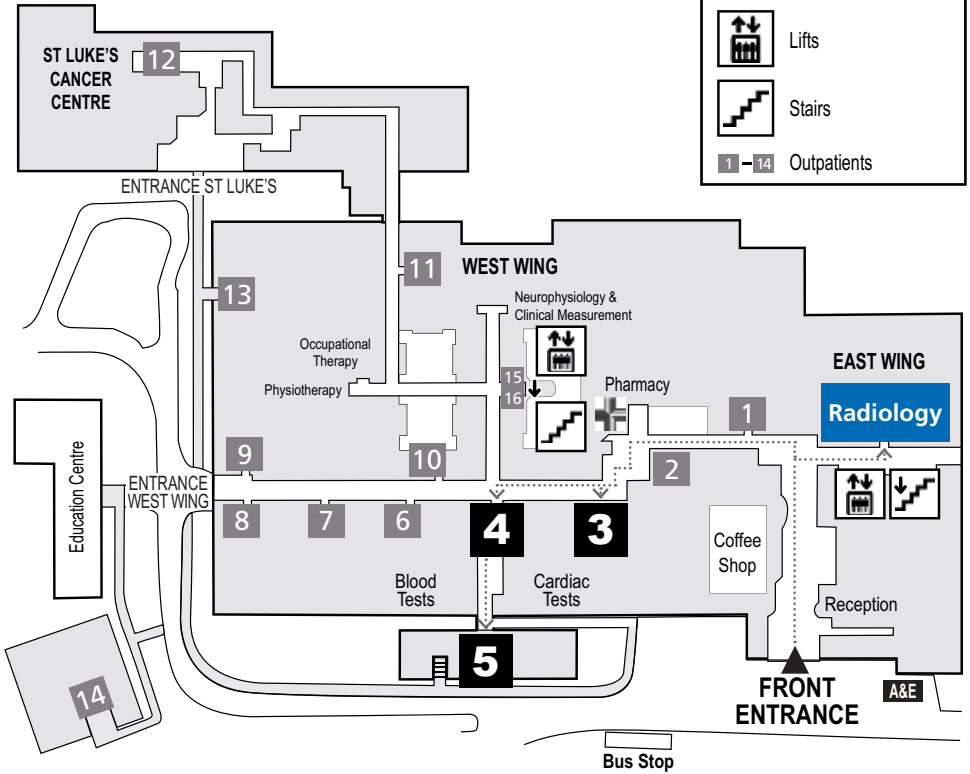 Lifts
Stairs
1 – 14 Outpatients
ST LUKE'S
CANCER
CENTRE
12
ENTRANCE ST LUKE'S
11
WEST WING
13
Neurophysiology &
Clinical Measurement
Occupational
Therapy
Physiotherapy
15
16
Pharmacy
EAST WING
Radiology
1
2
9
10
ENTRANCE
WEST WING
Education Centre
8
7
6
4
3
Coffee
Shop
Blood
Tests
Cardiac
Tests
Reception
5
14
FRONT
ENTRANCE
A&E
Bus Stop